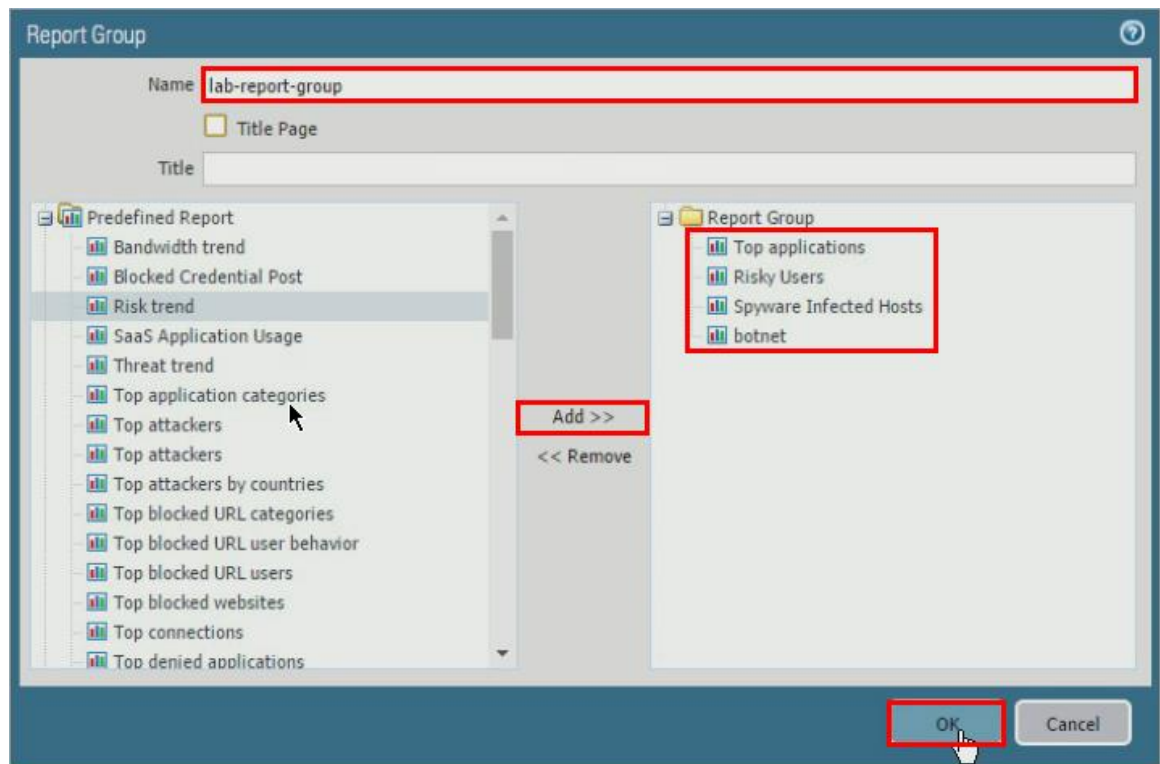 Report Group
Name lab-report-group
Title Page
Title
Predefined Report
Bandwidth trend
Blocked Credential Post
Risk trend
SaaS Application Usage
Threat trend
Top application categories
Top attackers
Top attackers
Top attackers by countries
Top blocked URL categories
Top blocked URL user behavior
Top blocked URL users
Top blocked websites
Top connections
Top denied applications
Add >>
<< Remove
Report Group
Top applications
Risky Users
Spyware Infected Hosts
botnet
OK
Cancel